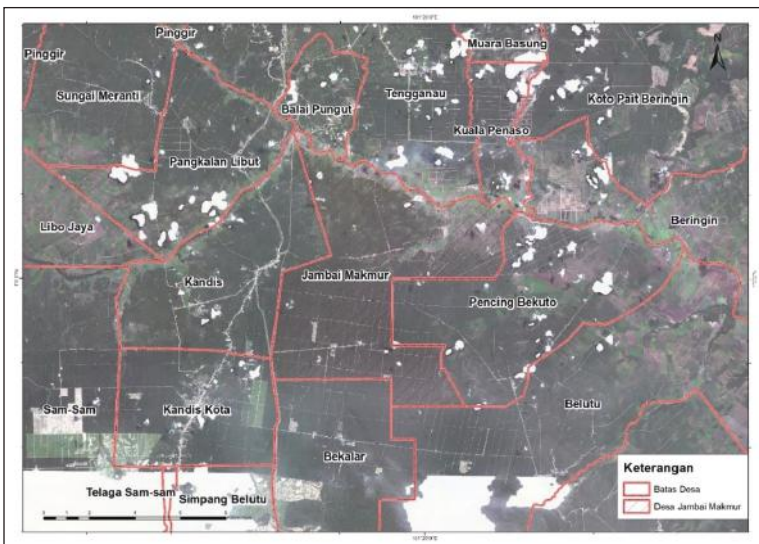 Pinggir
Muara Basung
N
Pinggir
Sungai Meranti
Tengganau
Koto Pait Beringin
Balai Pungut
Kuala Penaso
Pangkalan Libut
Libo Jaya
Beringin
Kandis
Jambai Makmur
Pencing Bekuto
Sam-Sam
Kandis Kota
Belutu
Bekalar
Keterangan
Batas Desa
Desa Jambai Makmur
Telaga Sam-sam
Simpang Belutu